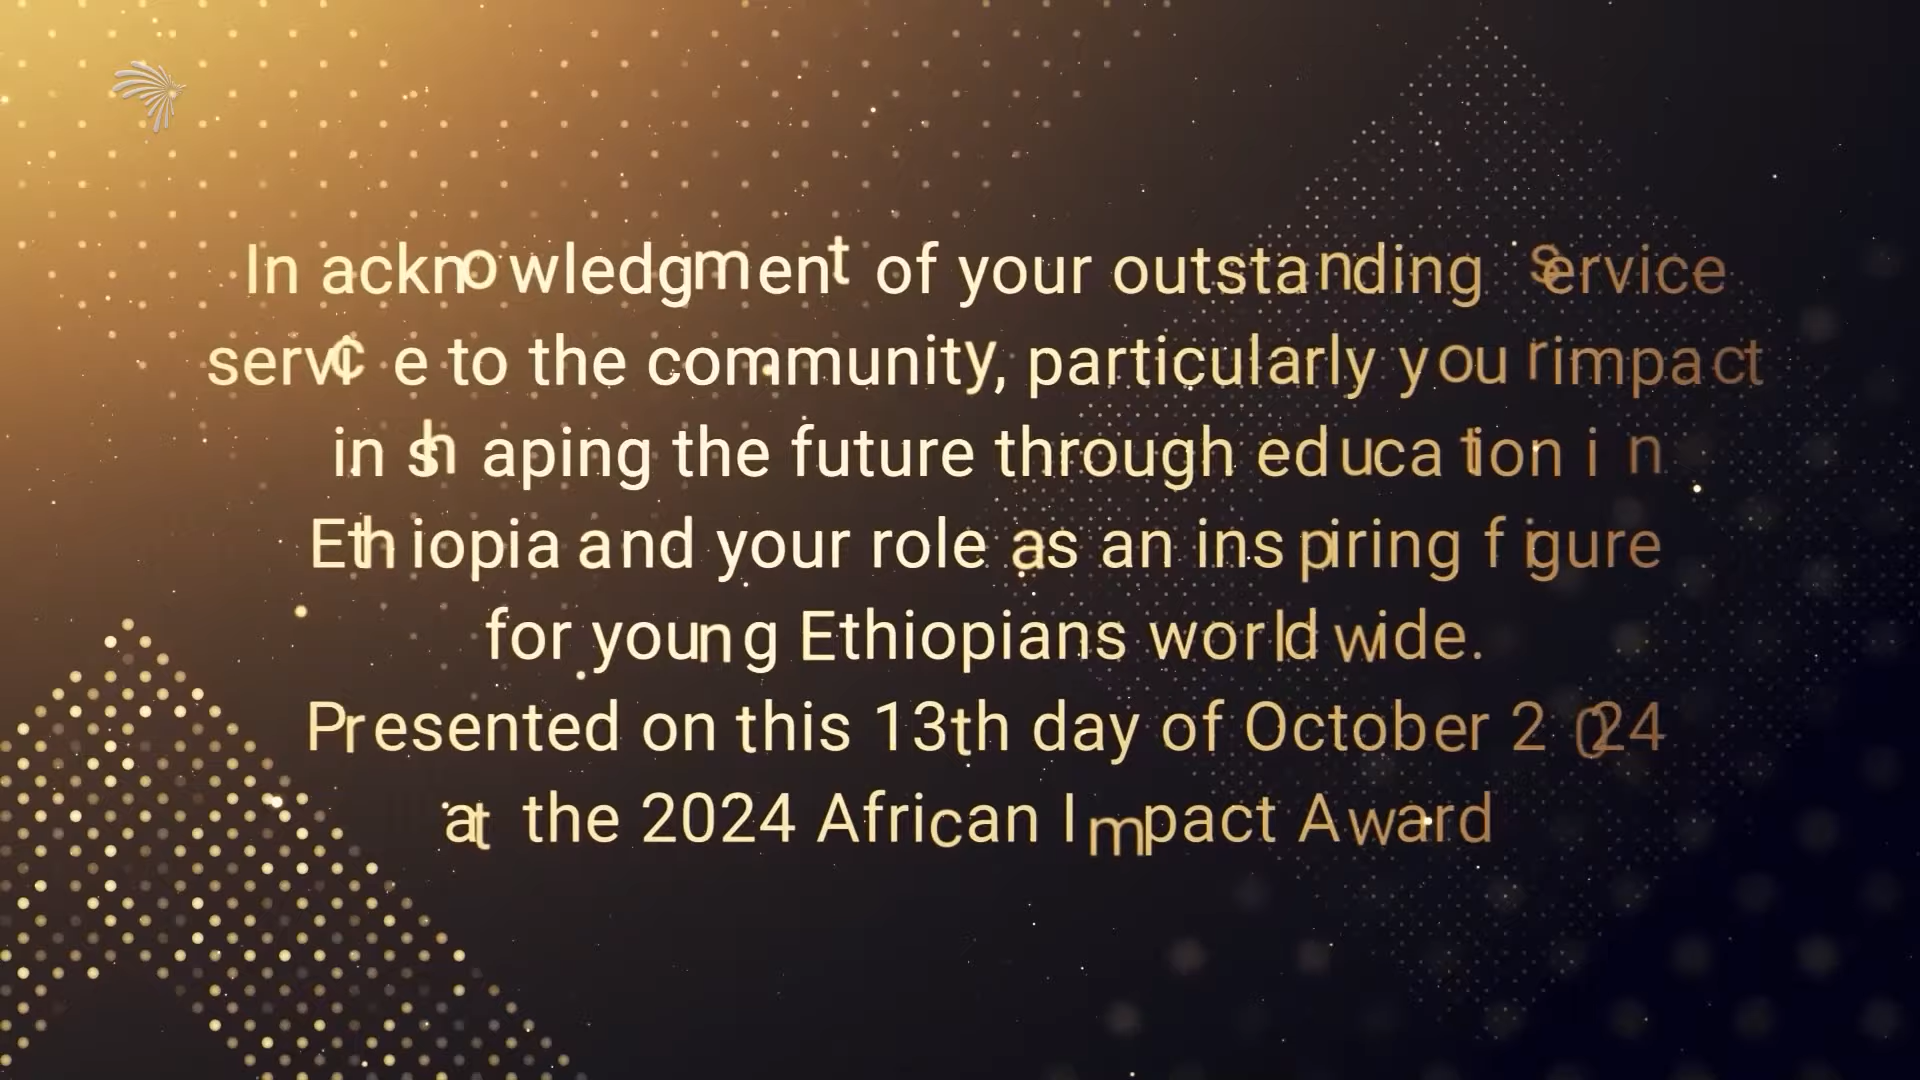 In acknowledgment of your outstanding service
service to the community, particularly your impact
in shaping the future through education in
Ethiopia and your role as an inspiring figure
for young Ethiopians worldwide.
Presented on this 13th day of October 2024
at the 2024 African Impact Award